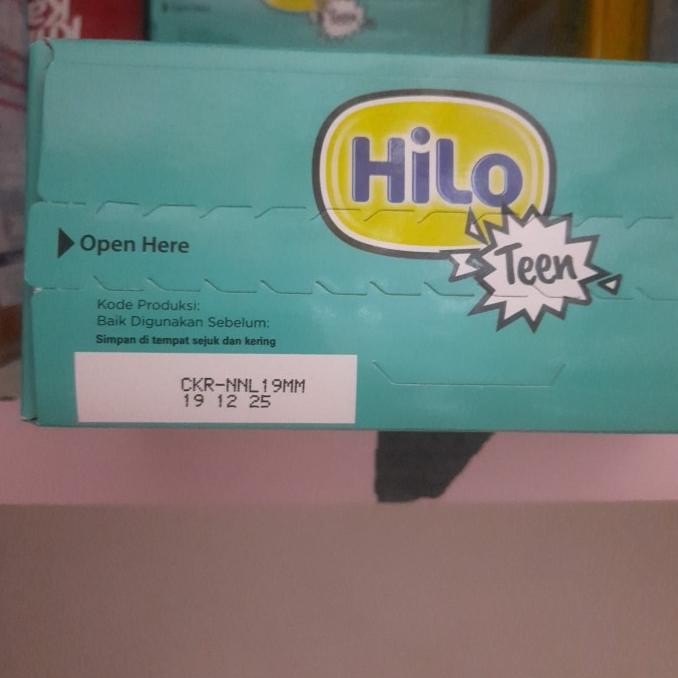 HiLo
Teen
Open Here
Kode Produksi:
Baik Digunakan Sebelum:
Simpan di tempat sejuk dan kering
CKR-NNL19MM
19 12 25